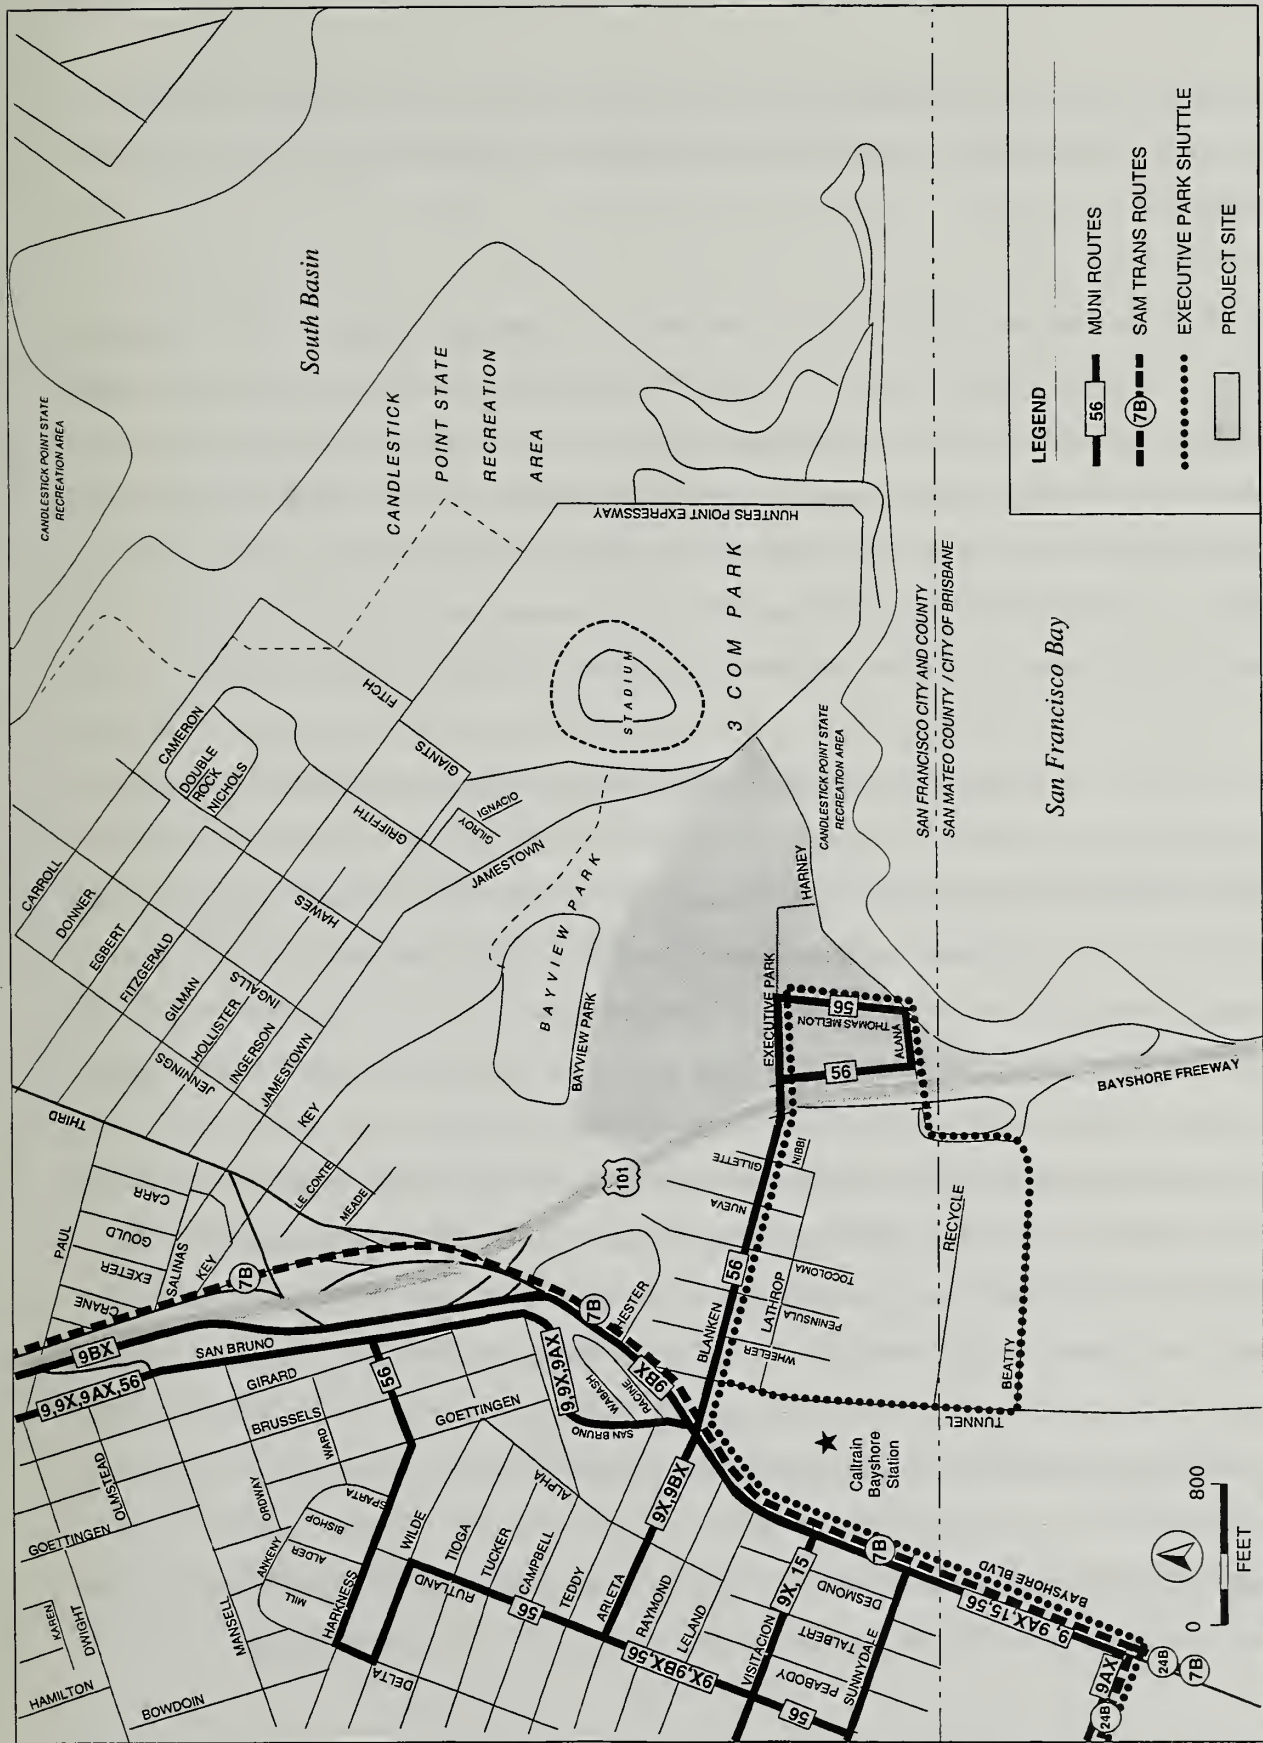 CANDLESTICK POINT STATE
RECREATION AREA
South Basin
CANDLESTICK
POINT STATE
RECREATION
AREA
HUNTERS POINT EXPRESSWAY
3 COM PARK
STADIUM
CANDLESTICK POINT STATE
RECREATION AREA
SAN FRANCISCO CITY AND COUNTY
SAN MATEO COUNTY / CITY OF BRISBANE
San Francisco Bay
LEGEND
56
MUNI ROUTES
7B
SAM TRANS ROUTES
EXECUTIVE PARK SHUTTLE
PROJECT SITE
CARROLL
DONNER
EGBERT
FITZGERALD
GILMAN
HOLLISTER
INGERSON
JAMESTOWN
KEY
JENNINGS
INGALLS
HAWES
GRIFFITH
CAMERON
DOUBLE
ROCK
NICHOLS
FITCH
GIANTS
GILROY
IGNACIO
JAMESTOWN
BAYVIEW PARK
BAYVIEW PARK
HARNEY
EXECUTIVE PARK
56
THOMAS MELLON
ALANA
56
BAYSHORE FREEWAY
THIRD
LE CONTE
MEADE
101
PAUL
CARR
GOULD
EXETER
CRANE
SALINAS
KEY
7B
9BX
9,9X,9AX,56
SAN BRUNO
GIRARD
BRUSSELS
WARD
ORDWAY
OLMSTEAD
GOETTINGEN
GOETTINGEN
56
9,9X,9AX
7B
HESTER
9BX
RACINE
WABASH
SAN BRUNO
BLANKEN
56
LATHROP
GILLETTE
NIBBI
NUEVA
TOCOLOMA
PENINSULA
WHEELER
RECYCLE
BEATTY
TUNNEL
Caltrain
Bayshore
Station
KAREN
DWIGHT
HAMILTON
BOWDOIN
MANSELL
ANKENY
SPARTA
BISHOP
ALDER
MILL
HARKNESS
DELTA
WILDE
RUTLAND
TIOGA
TUCKER
CAMPBELL
56
TEDDY
ALPHA
ARLETA
9X,9BX
RAYMOND
LELAND
9X,9BX,56
VISITACION
9X, 15
DESMOND
TALBERT
PEABODY
SUNNYDALE
56
7B
BAYSHORE BLVD
9, 9AX,15,56
24B
7B
9AX
24B
0
800
FEET